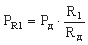 P_R1 = P_д · R_1 / R_д